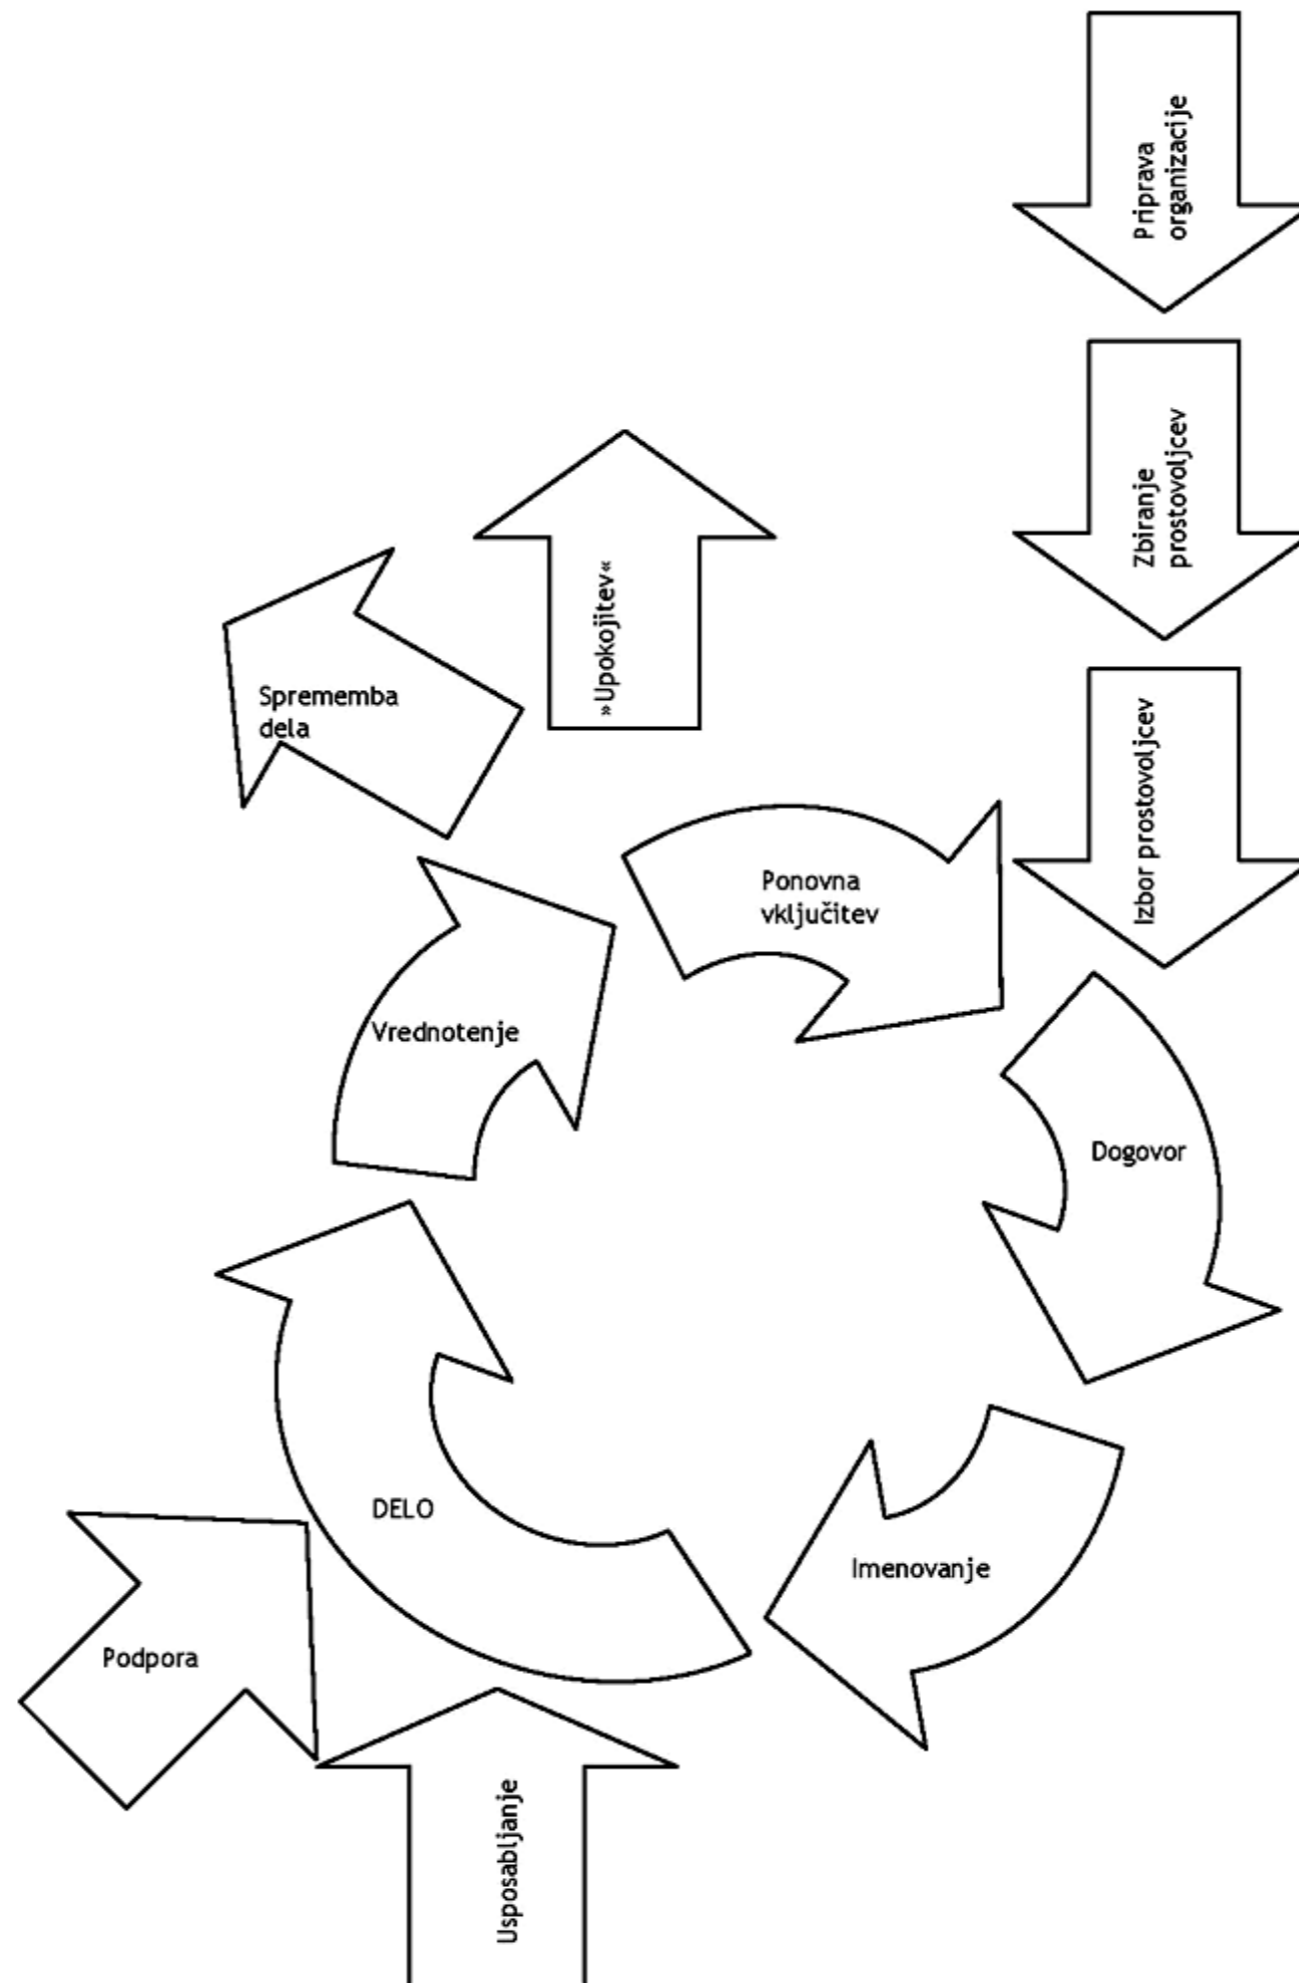 Priprava
organizacije
Zbiranje
prostovoljcev
Izbor prostovoljcev
Dogovor
Imenovanje
DELO
Podpora
Usposabljanje
Vrednotenje
Ponovna
vključitev
Sprememba
dela
»Upokojitev«